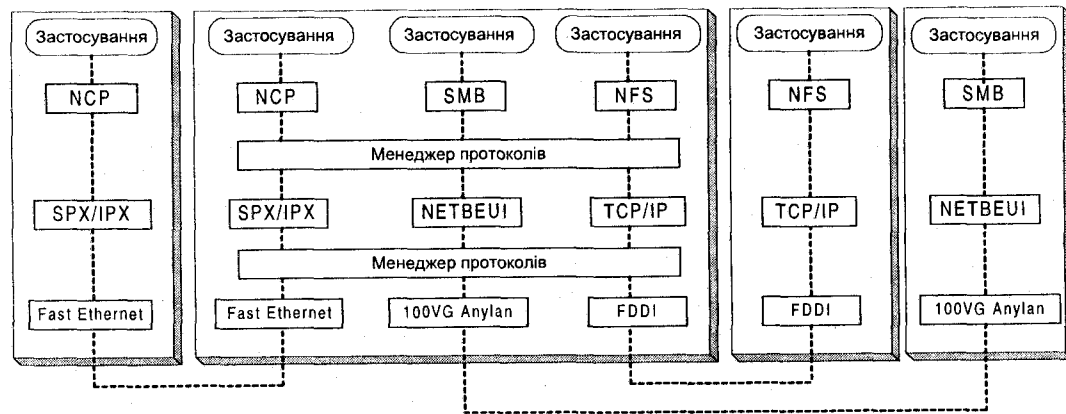 Застосування Застосування Застосування Застосування Застосування Застосування
NCP NCP SMB NFS NFS SMB
Менеджер протоколів
SPX/IPX SPX/IPX NETBEUI TCP/IP TCP/IP NETBEUI
Менеджер протоколів
Fast Ethernet Fast Ethernet 100VG Anylan FDDI FDDI 100VG Anylan